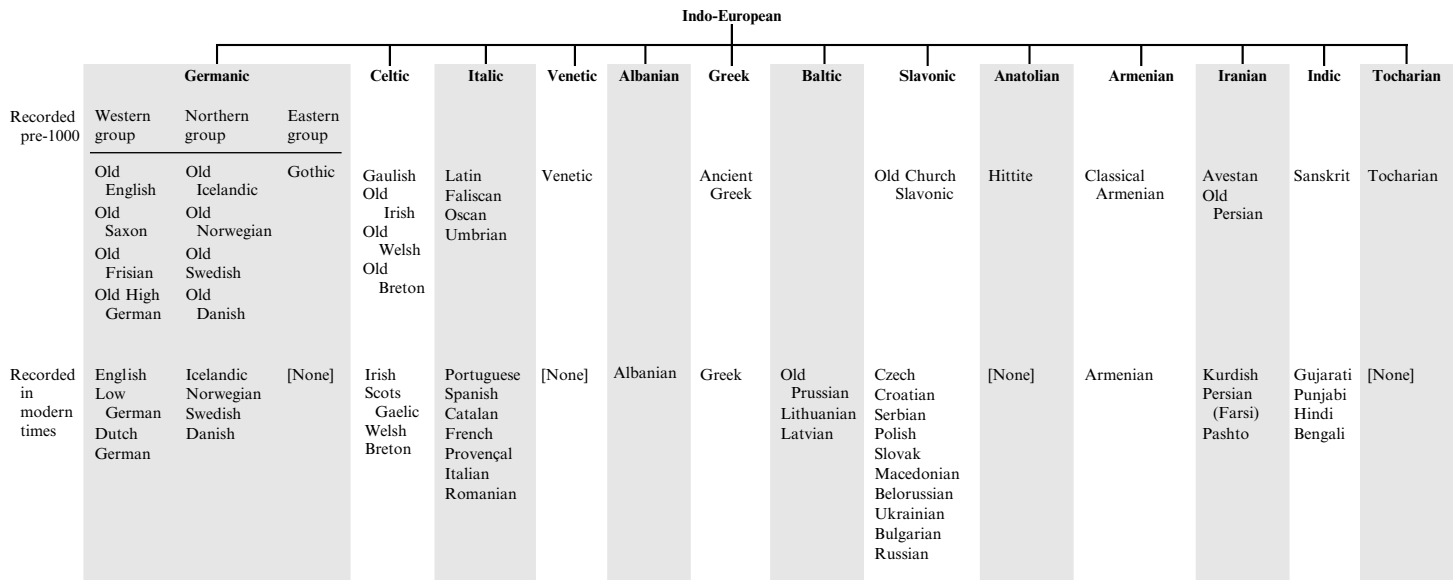 Indo-European
Germanic Celtic Italic Venetic Albanian Greek Baltic Slavonic Anatolian Armenian Iranian Indic Tocharian
Recorded
pre-1000
Western
group
Northern
group
Eastern
group
Old
English
Old
Saxon
Old
Frisian
Old High
German
Old
Icelandic
Old
Norwegian
Old
Swedish
Old
Danish
Gothic
Gaulish
Old
Irish
Old
Welsh
Old
Breton
Latin
Faliscan
Oscan
Umbrian
Venetic
Ancient
Greek
Old Church
Slavonic
Hittite
Classical
Armenian
Avestan
Old
Persian
Sanskrit
Tocharian
Recorded
in
modern
times
English
Low
German
Dutch
German
Icelandic
Norwegian
Swedish
Danish
[None]
Irish
Scots
Gaelic
Welsh
Breton
Portuguese
Spanish
Catalan
French
Provençal
Italian
Romanian
[None]
Albanian
Greek
Old
Prussian
Lithuanian
Latvian
Czech
Croatian
Serbian
Polish
Slovak
Macedonian
Belorussian
Ukrainian
Bulgarian
Russian
[None]
Armenian
Kurdish
Persian
(Farsi)
Pashto
Gujarati
Punjabi
Hindi
Bengali
[None]